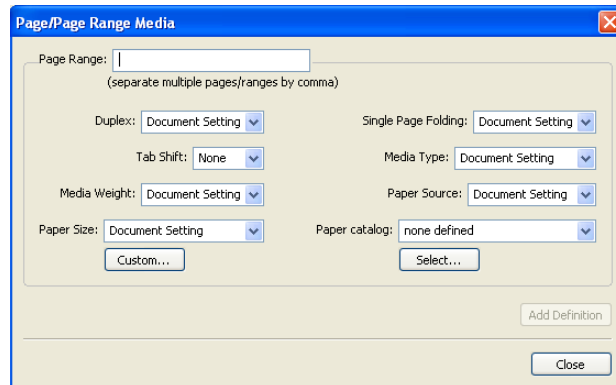 Page/Page Range Media
Page Range:
(separate multiple pages/ranges by comma)
Duplex: Document Setting Single Page Folding: Document Setting
Tab Shift: None Media Type: Document Setting
Media Weight: Document Setting Paper Source: Document Setting
Paper Size: Document Setting Paper catalog: none defined
Custom... Select...
Add Definition
Close